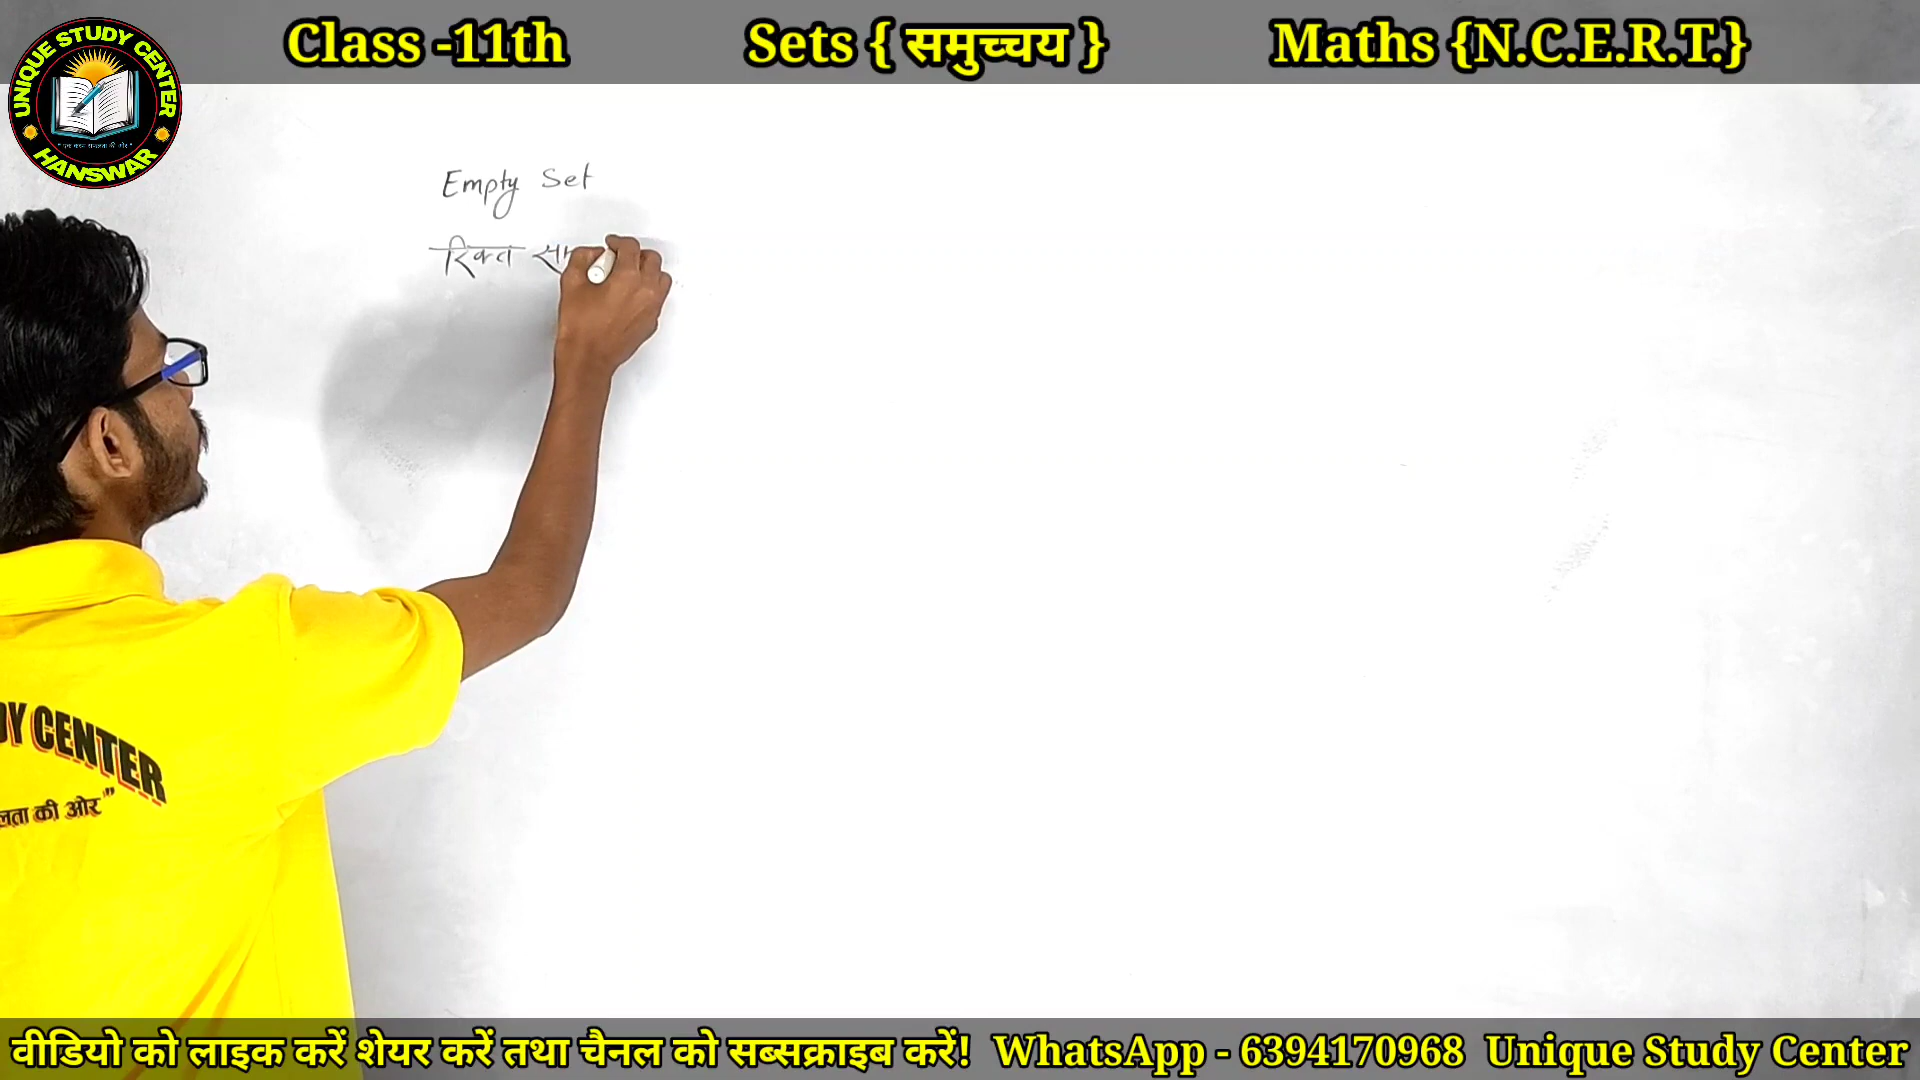 Class -11th Sets { समुच्चय } Maths {N.C.E.R.T.}
UNIQUE STUDY CENTER
HANSWAR
Empty Set
रिक्त
DY CENTER
लता की ओर"
वीडियो को लाइक करें शेयर करें तथा चैनल को सब्सक्राइब करें! WhatsApp - 6394170968 Unique Study Center